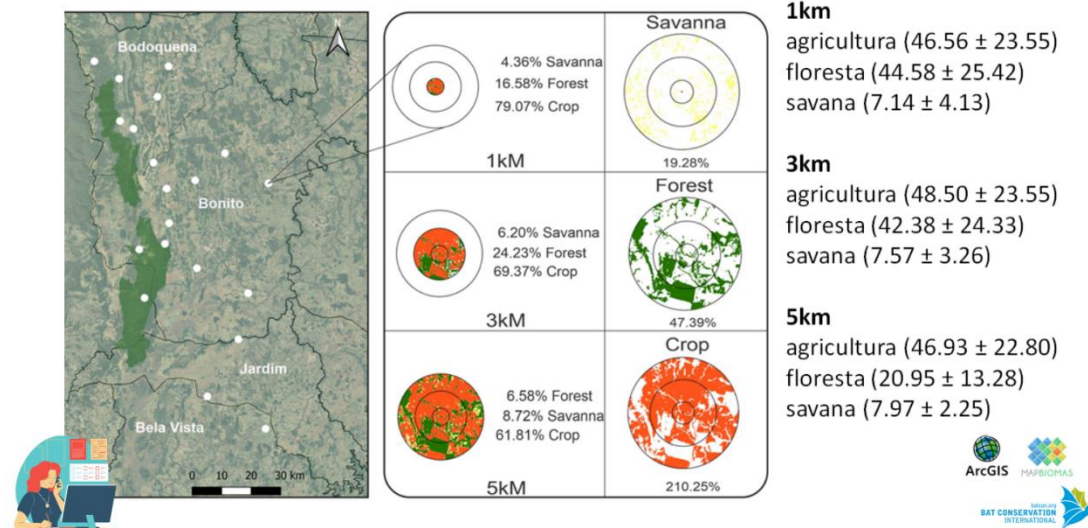 Bodoquena
N
Bonito
Jardim
Bela Vista
0 10 20 30 km
4.36% Savanna
16.58% Forest
79.07% Crop
1kM
Savanna
19.28%
6.20% Savanna
24.23% Forest
69.37% Crop
3kM
Forest
47.39%
6.58% Forest
8.72% Savanna
61.81% Crop
5kM
Crop
210.25%
1km
agricultura (46.56 ± 23.55)
floresta (44.58 ± 25.42)
savana (7.14 ± 4.13)
3km
agricultura (48.50 ± 23.55)
floresta (42.38 ± 24.33)
savana (7.57 ± 3.26)
5km
agricultura (46.93 ± 22.80)
floresta (20.95 ± 13.28)
savana (7.97 ± 2.25)
ArcGIS
MAPBIOMAS
batcon.org
BAT CONSERVATION
INTERNATIONAL